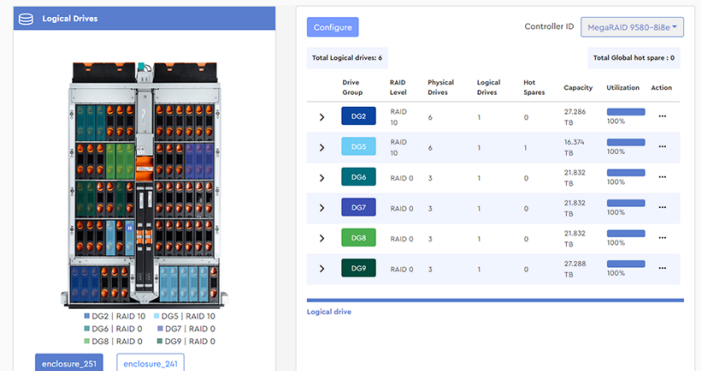 Logical Drives
DG2 | RAID 10
DG5 | RAID 10
DG6 | RAID 0
DG7 | RAID 0
DG8 | RAID 0
DG9 | RAID 0
enclosure_251
enclosure_241
Configure
Controller ID
MegaRAID 9580-8i8e
Total Logical drives: 6
Total Global hot spare : 0
Drive Group
RAID Level
Physical Drives
Logical Drives
Hot Spares
Capacity
Utilization
Action
DG2 RAID 10 6 1 0 27.286 TB 100% ...
DG5 RAID 10 6 1 1 16.374 TB 100% ...
DG6 RAID 0 3 1 0 21.832 TB 100% ...
DG7 RAID 0 3 1 0 21.832 TB 100% ...
DG8 RAID 0 3 1 0 21.832 TB 100% ...
DG9 RAID 0 3 1 0 27.288 TB 100% ...
Logical drive